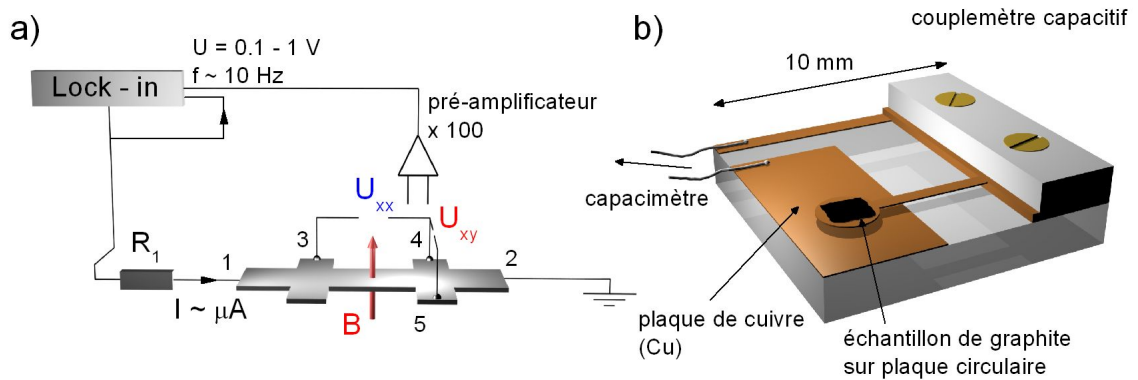 a)
U = 0.1 - 1 V
f ~ 10 Hz
Lock - in
pré-amplificateur
x 100
U xx
U xy
R 1
1
3
4
2
5
I ~ μA
B
b)
couplemètre capacitif
10 mm
capacimètre
plaque de cuivre
(Cu)
échantillon de graphite
sur plaque circulaire